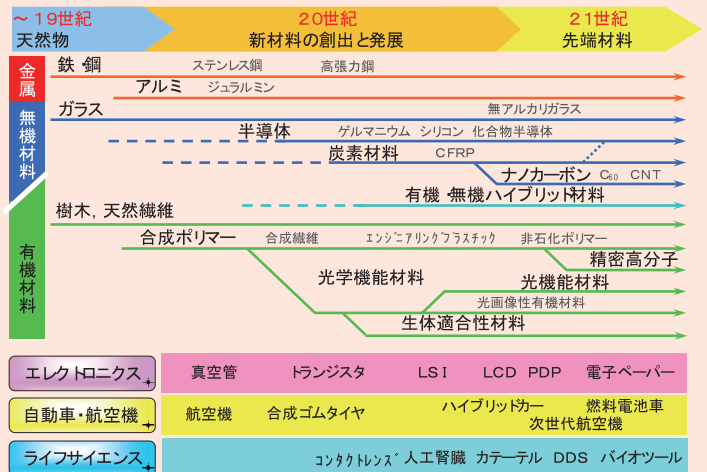 ～19世紀 20世紀 21世紀
天然物 新材料の創出と発展 先端材料
金属
鉄・鋼 ステンレス鋼 高張力鋼
アルミ ジュラルミン
無機材料
ガラス 無アルカリガラス
半導体 ゲルマニウム シリコン 化合物半導体
炭素材料 CFRP
ナノカーボン C60 CNT
有機・無機ハイブリッド材料
有機材料
樹木，天然繊維
合成ポリマー 合成繊維 ｴﾝｼﾞﾆｱﾘﾝｸﾞﾌﾟﾗｽﾁｯｸ 非石化ポリマー
精密高分子
光学機能材料 光機能材料
光画像性有機材料
生体適合性材料
エレクトロニクス 真空管 トランジスタ LSI LCD PDP 電子ペーパー
自動車・航空機 航空機 合成ゴムタイヤ ハイブリッドカー 燃料電池車
次世代航空機
ライフサイエンス ｺﾝﾀｸﾄﾚﾝｽﾞ 人工腎臓 カテーテル DDS バイオツール